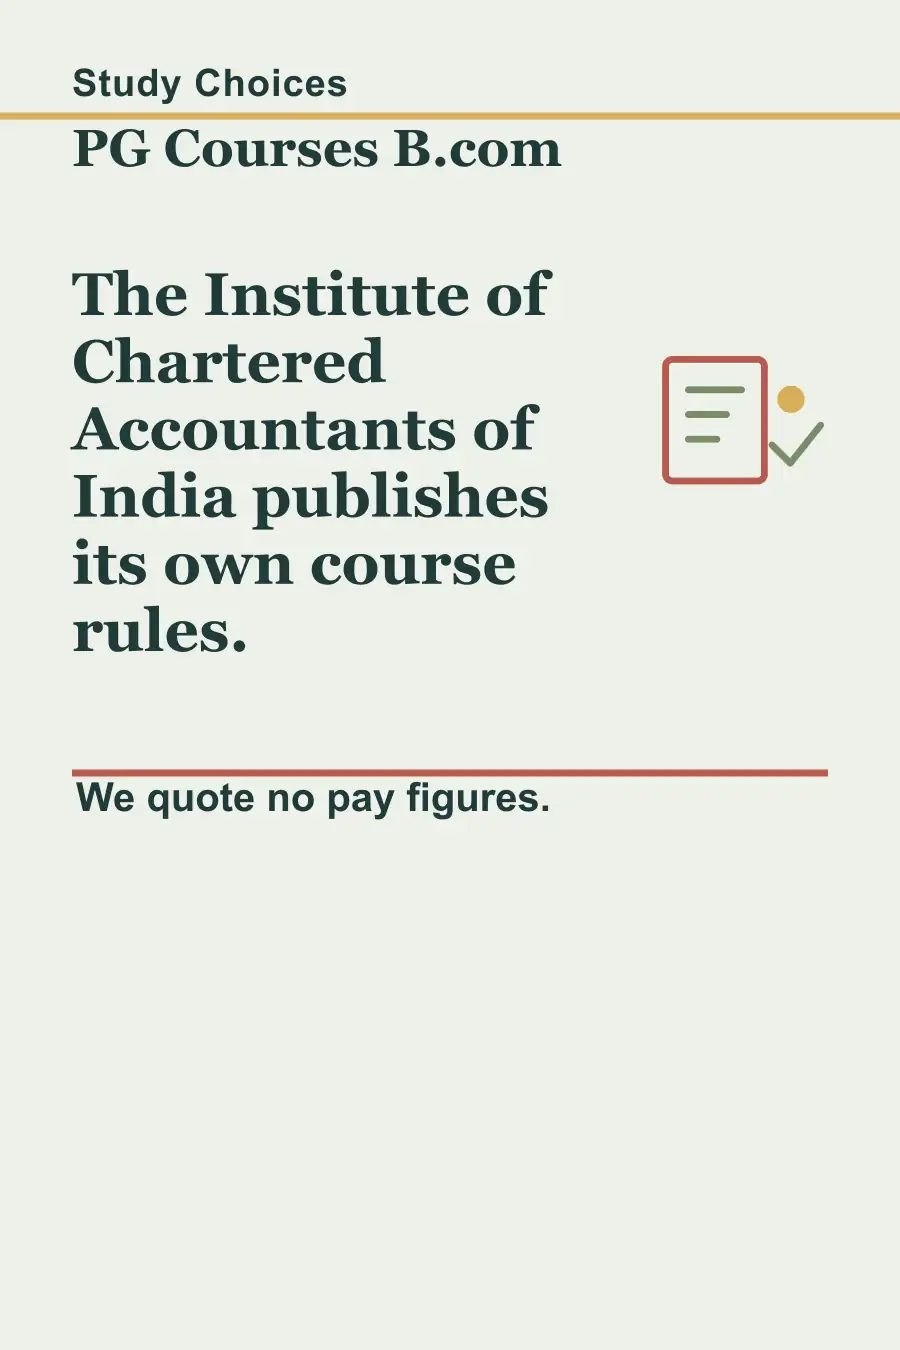 Study Choices
PG Courses B.com
The Institute of
Chartered
Accountants of
India publishes
its own course
rules.
We quote no pay figures.